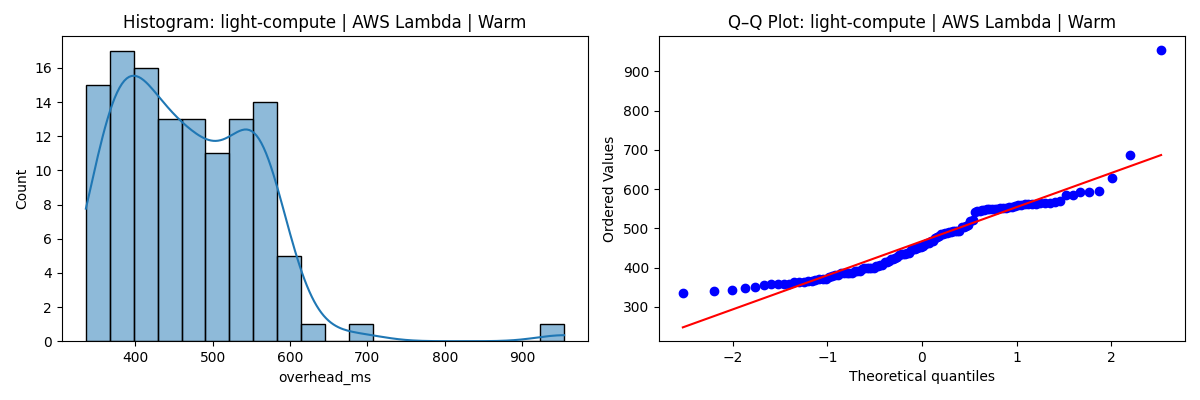 Histogram: light-compute | AWS Lambda | Warm
16
14
12
10
8
6
4
2
0
Count
400 500 600 700 800 900
overhead_ms
Q–Q Plot: light-compute | AWS Lambda | Warm
900
800
700
600
500
400
300
Ordered Values
−2 −1 0 1 2
Theoretical quantiles